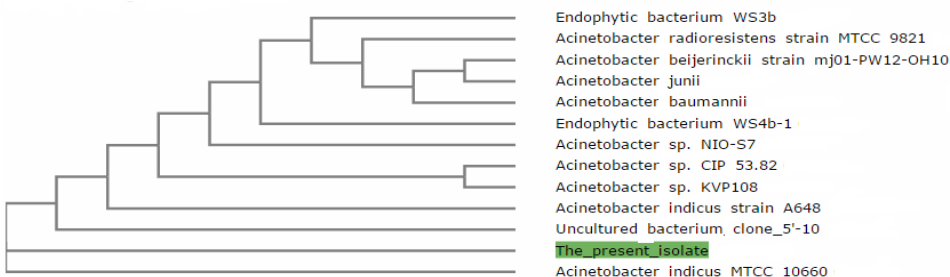 Endophytic bacterium WS3b
Acinetobacter radioresistens strain MTCC 9821
Acinetobacter beijerinckii strain mj01-PW12-OH10
Acinetobacter junii
Acinetobacter baumannii
Endophytic bacterium WS4b-1
Acinetobacter sp. NIO-S7
Acinetobacter sp. CIP 53.82
Acinetobacter sp. KVP108
Acinetobacter indicus strain A648
Uncultured bacterium clone_5'-10
The_present_isolate
Acinetobacter indicus MTCC 10660